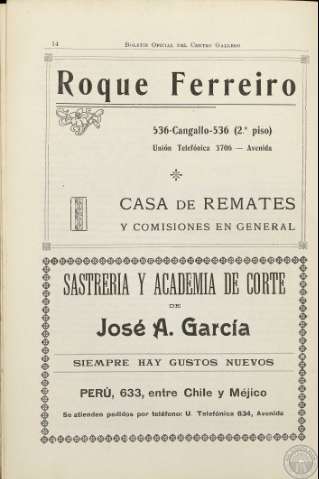 14
BOLETÍN OFICIAL DEL CENTRO GALLEGO
Roque Ferreiro
536-Cangallo-536 (2.° piso)
Unión Telefónica 3706 — Avenida
CASA DE REMATES
Y COMISIONES EN GENERAL
SASTRERIA Y ACADEMIA DE CORTE
DE
José A. García
SIEMPRE HAY GUSTOS NUEVOS
PERÚ, 633, entre Chile y Méjico
Se atienden pedidos por teléfono: U. Telefónica 634, Avenida